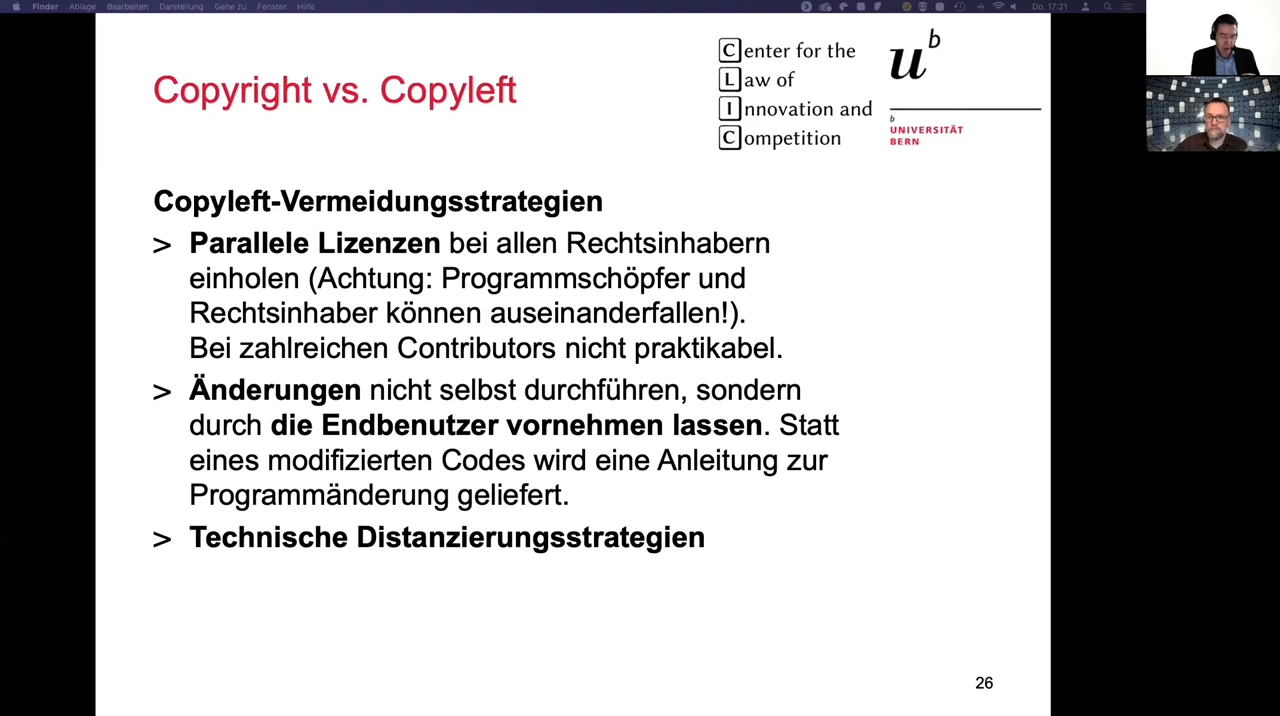 Finder Ablage Bearbeiten Darstellung Gehe zu Fenster Hilfe Do. 17:21
Copyright vs. Copyleft
Center for the
Law of
Innovation and
Competition
u b
b
UNIVERSITÄT
BERN
Copyleft-Vermeidungsstrategien
> Parallele Lizenzen bei allen Rechtsinhabern
einholen (Achtung: Programmschöpfer und
Rechtsinhaber können auseinanderfallen!).
Bei zahlreichen Contributors nicht praktikabel.
> Änderungen nicht selbst durchführen, sondern
durch die Endbenutzer vornehmen lassen. Statt
eines modifizierten Codes wird eine Anleitung zur
Programmänderung geliefert.
> Technische Distanzierungsstrategien
26